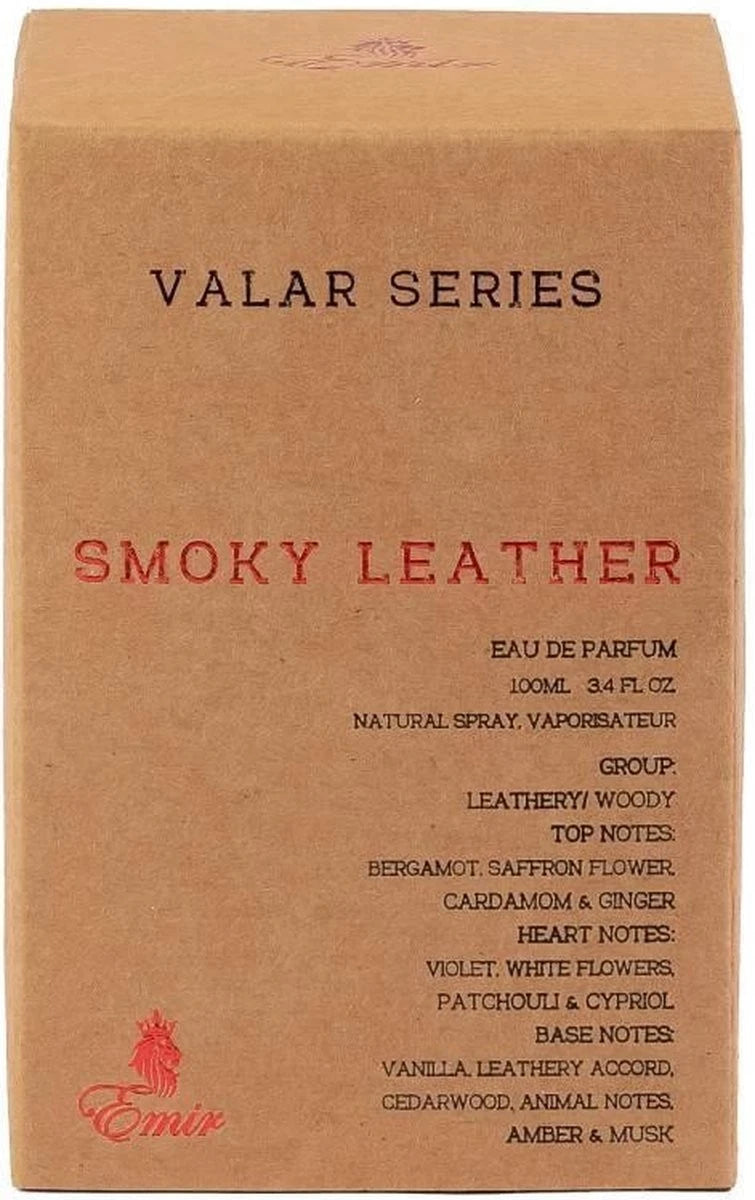 Emir
VALAR SERIES
SMOKY LEATHER
EAU DE PARFUM
100ML 3.4 FL OZ
NATURAL SPRAY, VAPORISATEUR
GROUP:
LEATHERY/ WOODY
TOP NOTES:
BERGAMOT, SAFFRON FLOWER,
CARDAMOM & GINGER
HEART NOTES:
VIOLET, WHITE FLOWERS,
PATCHOULI & CYPRIOL
BASE NOTES:
VANILLA, LEATHERY ACCORD,
CEDARWOOD, ANIMAL NOTES,
AMBER & MUSK
Emir